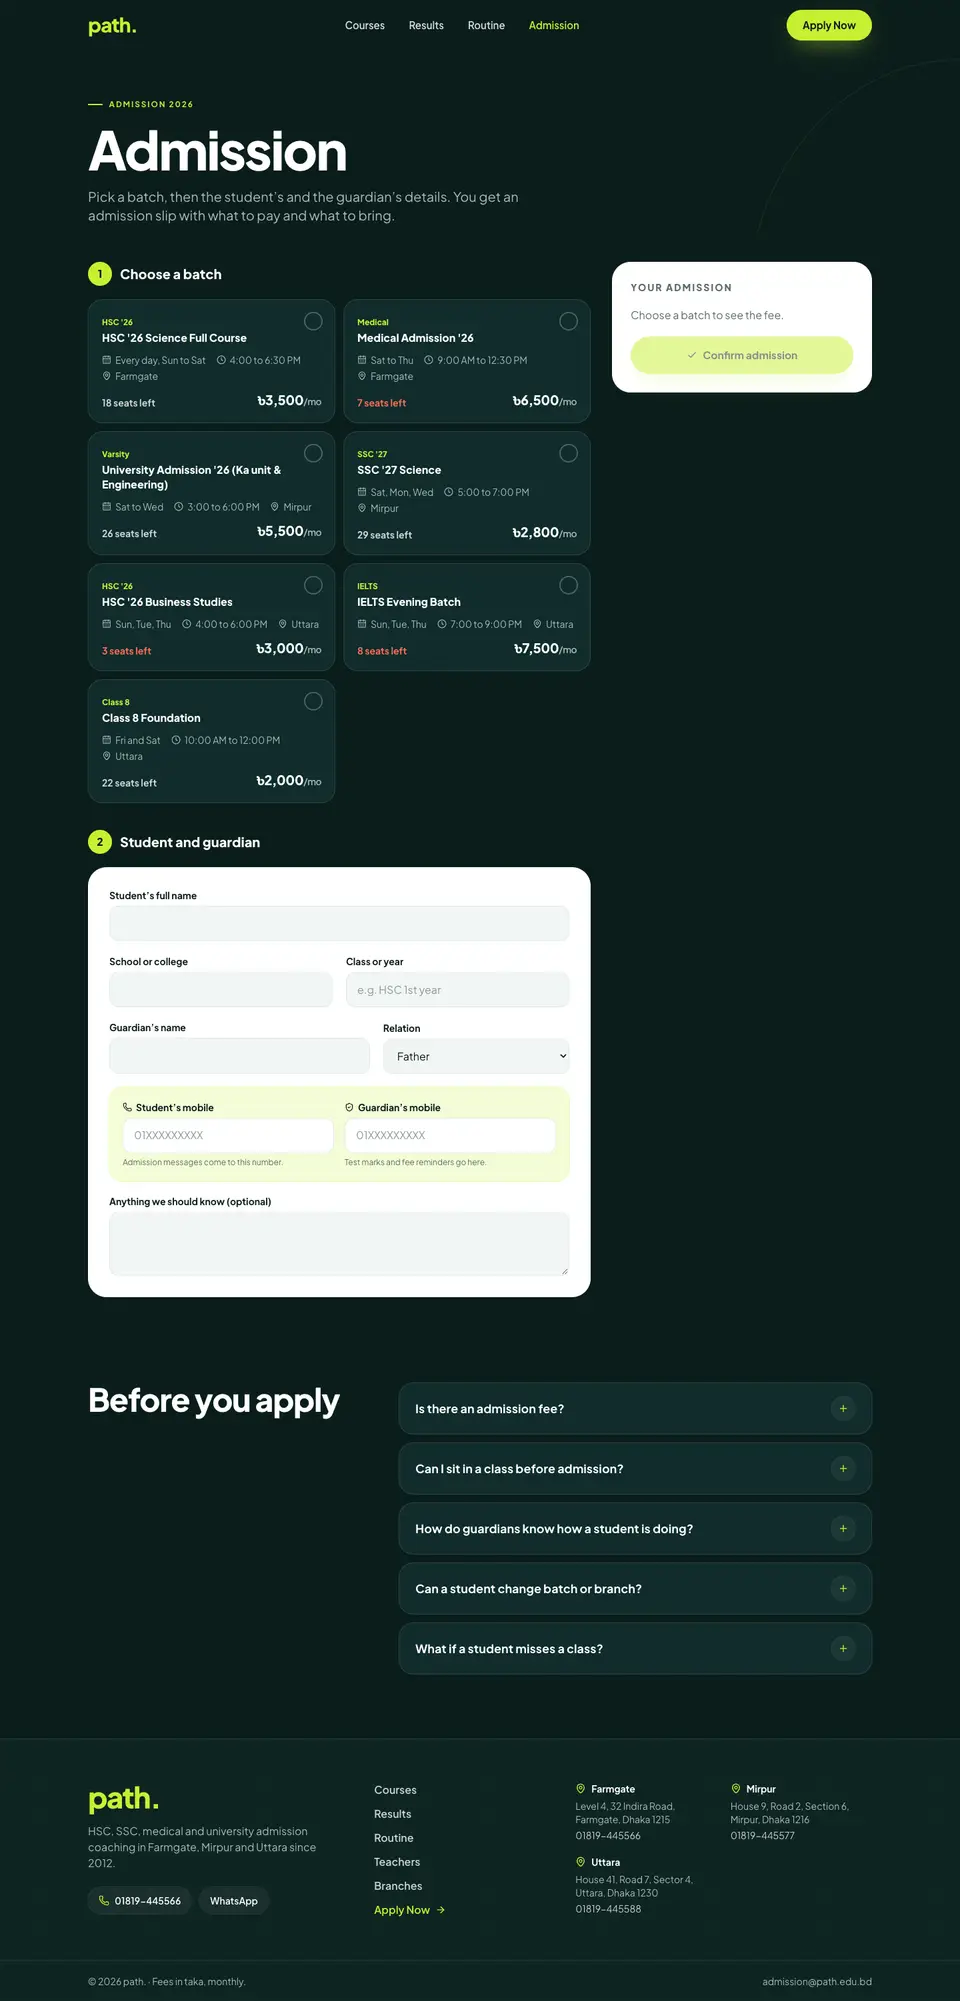 path.
Courses
Results
Routine
Admission
Apply Now
ADMISSION 2026
Admission
Pick a batch, then the student’s and the guardian’s details. You get an
admission slip with what to pay and what to bring.
1 Choose a batch
HSC '26
HSC '26 Science Full Course
Every day, Sun to Sat 4:00 to 6:30 PM
Farmgate
18 seats left ৳3,500/mo
Medical
Medical Admission '26
Sat to Thu 9:00 AM to 12:30 PM
Farmgate
7 seats left ৳6,500/mo
Varsity
University Admission '26 (Ka unit &
Engineering)
Sat to Wed 3:00 to 6:00 PM Mirpur
26 seats left ৳5,500/mo
SSC '27
SSC '27 Science
Sat, Mon, Wed 5:00 to 7:00 PM
Mirpur
29 seats left ৳2,800/mo
HSC '26
HSC '26 Business Studies
Sun, Tue, Thu 4:00 to 6:00 PM Uttara
3 seats left ৳3,000/mo
IELTS
IELTS Evening Batch
Sun, Tue, Thu 7:00 to 9:00 PM Uttara
8 seats left ৳7,500/mo
Class 8
Class 8 Foundation
Fri and Sat 10:00 AM to 12:00 PM
Uttara
22 seats left ৳2,000/mo
YOUR ADMISSION
Choose a batch to see the fee.
Confirm admission
2 Student and guardian
Student’s full name
School or college
Class or year
e.g. HSC 1st year
Guardian’s name
Relation
Father
Student’s mobile
01XXXXXXXXX
Admission messages come to this number.
Guardian’s mobile
01XXXXXXXXX
Test marks and fee reminders go here.
Anything we should know (optional)
Before you apply
Is there an admission fee?
Can I sit in a class before admission?
How do guardians know how a student is doing?
Can a student change batch or branch?
What if a student misses a class?
path.
HSC, SSC, medical and university admission
coaching in Farmgate, Mirpur and Uttara since
2012.
01819-445566
WhatsApp
Courses
Results
Routine
Teachers
Branches
Apply Now →
Farmgate
Level 4, 32 Indira Road,
Farmgate, Dhaka 1215
01819-445566
Mirpur
House 9, Road 2, Section 6,
Mirpur, Dhaka 1216
01819-445577
Uttara
House 41, Road 7, Sector 4,
Uttara, Dhaka 1230
01819-445588
© 2026 path. · Fees in taka, monthly.
admission@path.edu.bd